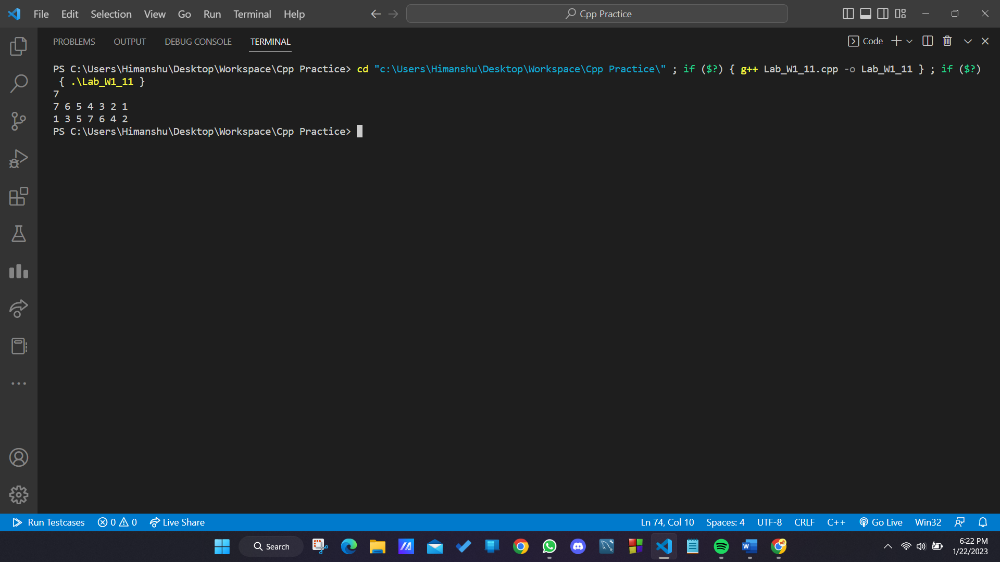 File Edit Selection View Go Run Terminal Help
Cpp Practice
PROBLEMS OUTPUT DEBUG CONSOLE TERMINAL
Code
PS C:\Users\Himanshu\Desktop\Workspace\Cpp Practice> cd "c:\Users\Himanshu\Desktop\Workspace\Cpp Practice\" ; if ($?) { g++ Lab_W1_11.cpp -o Lab_W1_11 } ; if ($?)
{ .\Lab_W1_11 }
7
7 6 5 4 3 2 1
1 3 5 7 6 4 2
PS C:\Users\Himanshu\Desktop\Workspace\Cpp Practice>
Run Testcases 0 0 Live Share
Ln 74, Col 10 Spaces: 4 UTF-8 CRLF C++ Go Live Win32
Search
6:22 PM
1/22/2023